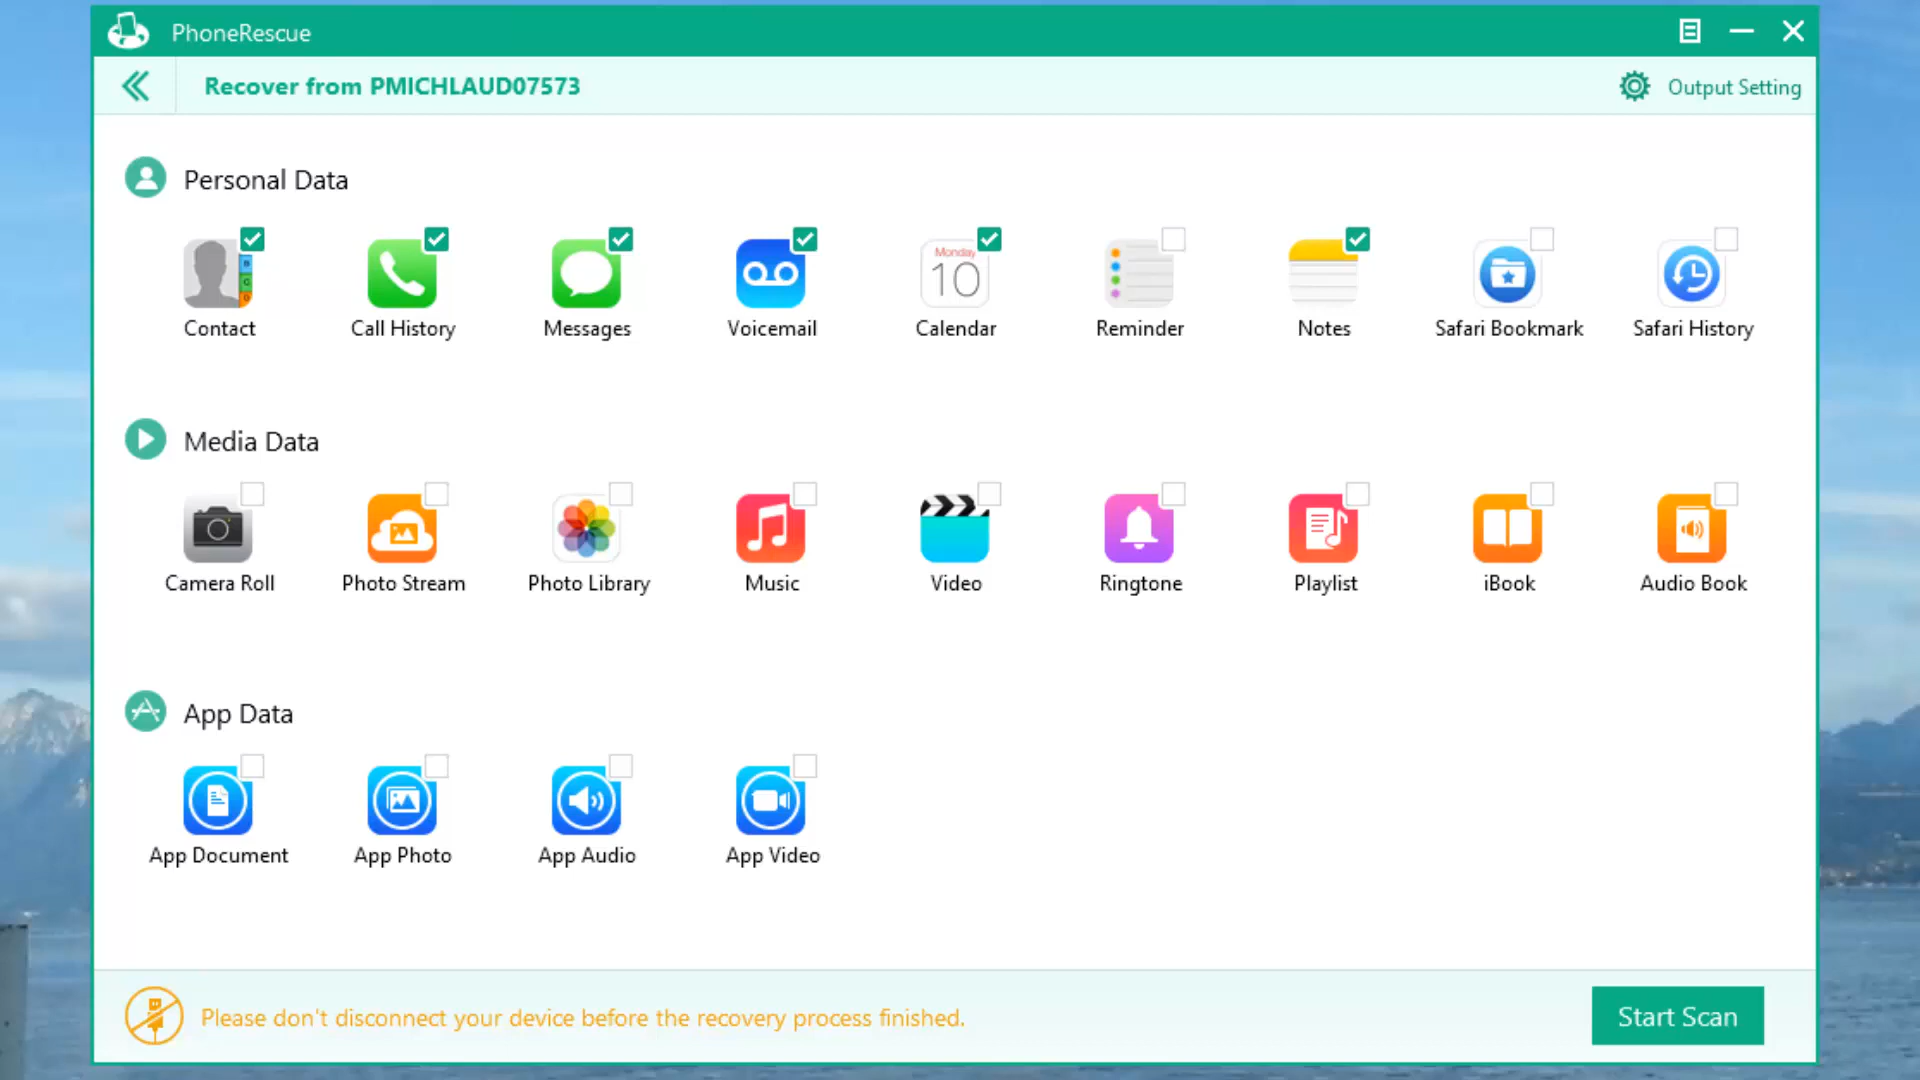 PhoneRescue
Recover from PMICHLAUD07573
Output Setting
Personal Data
Monday
10
Contact
Call History
Messages
Voicemail
Calendar
Reminder
Notes
Safari Bookmark
Safari History
Media Data
Camera Roll
Photo Stream
Photo Library
Music
Video
Ringtone
Playlist
iBook
Audio Book
App Data
App Document
App Photo
App Audio
App Video
Please don't disconnect your device before the recovery process finished.
Start Scan